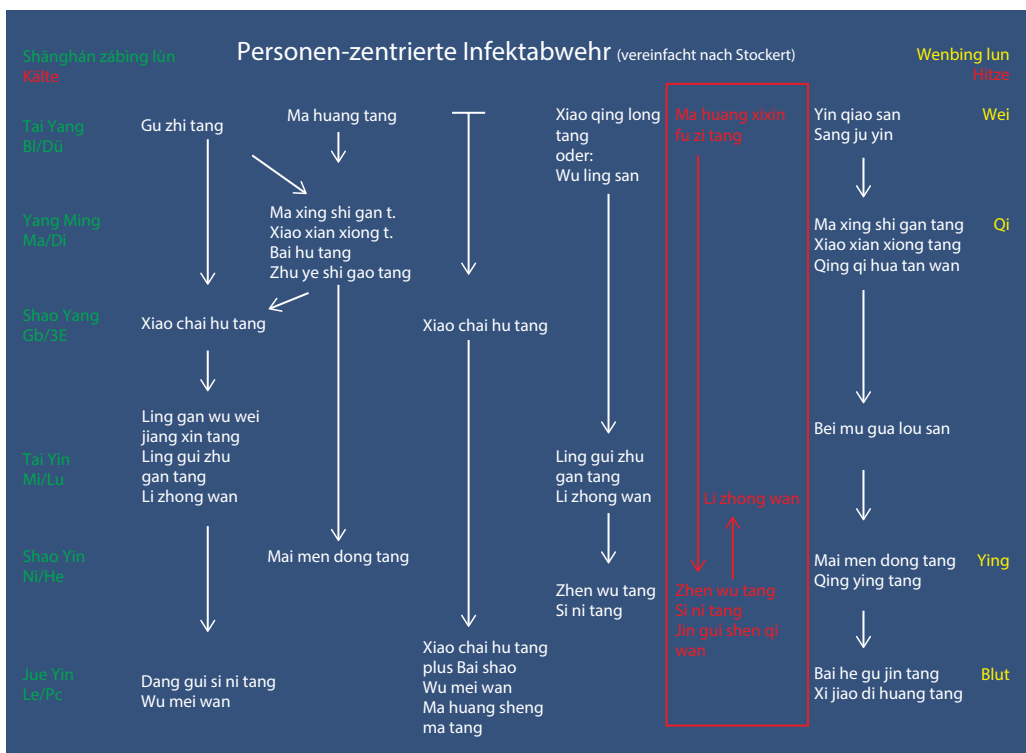 Personen-zentrierte Infektabwehr (vereinfacht nach Stockert)
Shānghán zábìng lùn
Kälte
Wenbing lun
Hitze
Tai Yang
Bl/Dü
Yang Ming
Ma/Di
Shao Yang
Gb/3E
Tai Yin
Mi/Lu
Shao Yin
Ni/He
Jue Yin
Le/Pc
Gu zhi tang
Xiao chai hu tang
Ling gan wu wei
jiang xin tang
Ling gui zhu
gan tang
Li zhong wan
Dang gui si ni tang
Wu mei wan
Ma huang tang
Ma xing shi gan t.
Xiao xian xiong t.
Bai hu tang
Zhu ye shi gao tang
Mai men dong tang
Xiao chai hu tang
Xiao chai hu tang
plus Bai shao
Wu mei wan
Ma huang sheng
ma tang
Xiao qing long
tang
oder:
Wu ling san
Ling gui zhu
gan tang
Li zhong wan
Zhen wu tang
Si ni tang
Ma huang xixin
fu zi tang
Li zhong wan
Zhen wu tang
Si ni tang
Jin gui shen qi
wan
Yin qiao san
Sang ju yin
Ma xing shi gan tang
Xiao xian xiong tang
Qing qi hua tan wan
Bei mu gua lou san
Mai men dong tang
Qing ying tang
Bai he gu jin tang
Xi jiao di huang tang
Wei
Qi
Ying
Blut